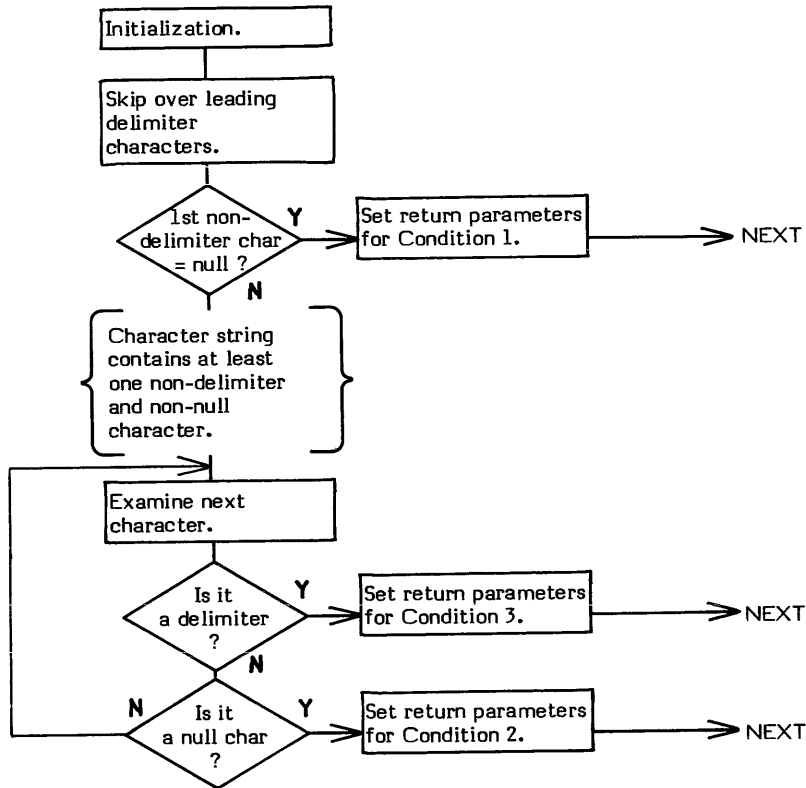 Initialization.
Skip over leading
delimiter
characters.
1st non-
delimiter char
= null ?
Y
Set return parameters
for Condition 1.
NEXT
N
Character string
contains at least
one non-delimiter
and non-null
character.
Examine next
character.
Is it
a delimiter
?
Y
Set return parameters
for Condition 3.
NEXT
N
N
Is it
a null char
?
Y
Set return parameters
for Condition 2.
NEXT